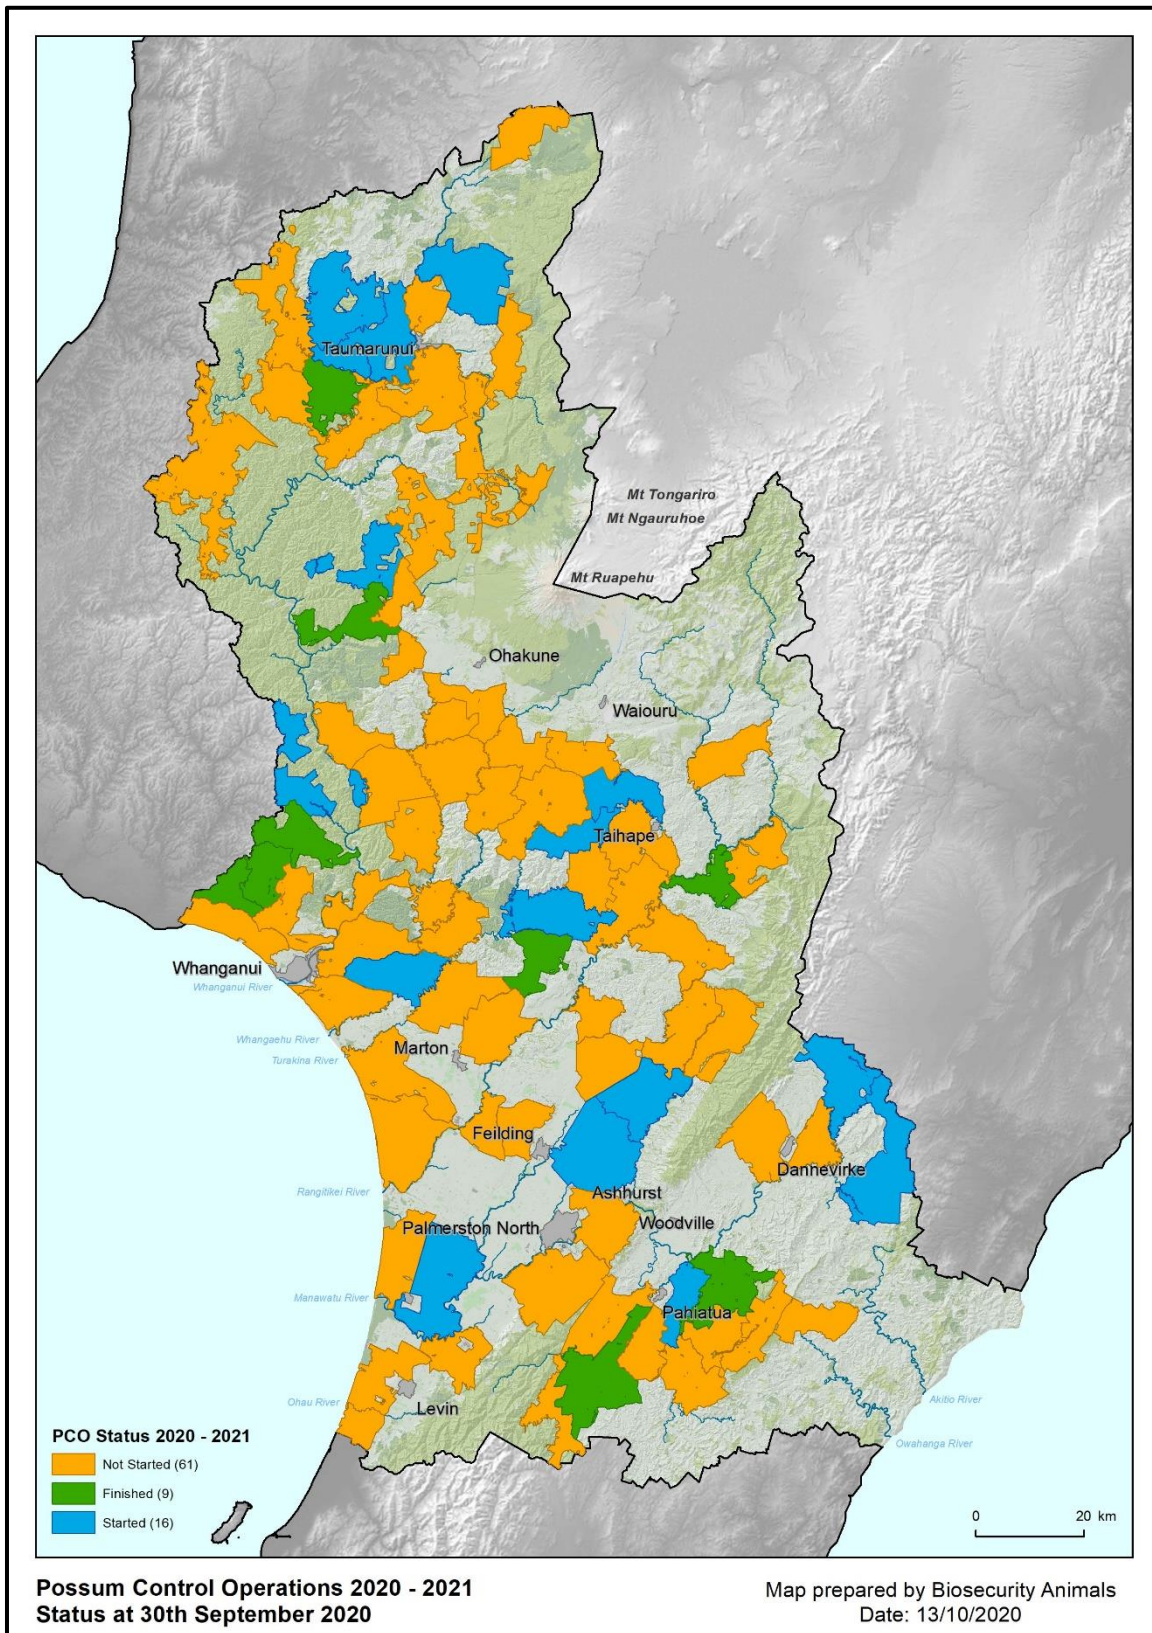 Taumarunui
Mt Tongariro
Mt Ngauruhoe
Mt Ruapehu
Ohakune
Waiouru
Taihape
Whanganui
Whanganui River
Whangaehu River
Turakina River
Marton
Feilding
Dannevirke
Rangitikei River
Ashhurst
Woodville
Palmerston North
Manawatu River
Pahiatua
Ohau River
Levin
Akitio River
Owahanga River
PCO Status 2020 - 2021
Not Started (61)
Finished (9)
Started (16)
0 20 km
Possum Control Operations 2020 - 2021
Status at 30th September 2020
Map prepared by Biosecurity Animals
Date: 13/10/2020